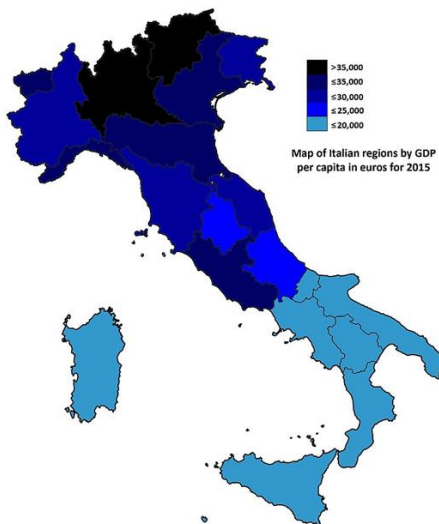 >35,000
≤35,000
≤30,000
≤25,000
≤20,000
Map of Italian regions by GDP
per capita in euros for 2015